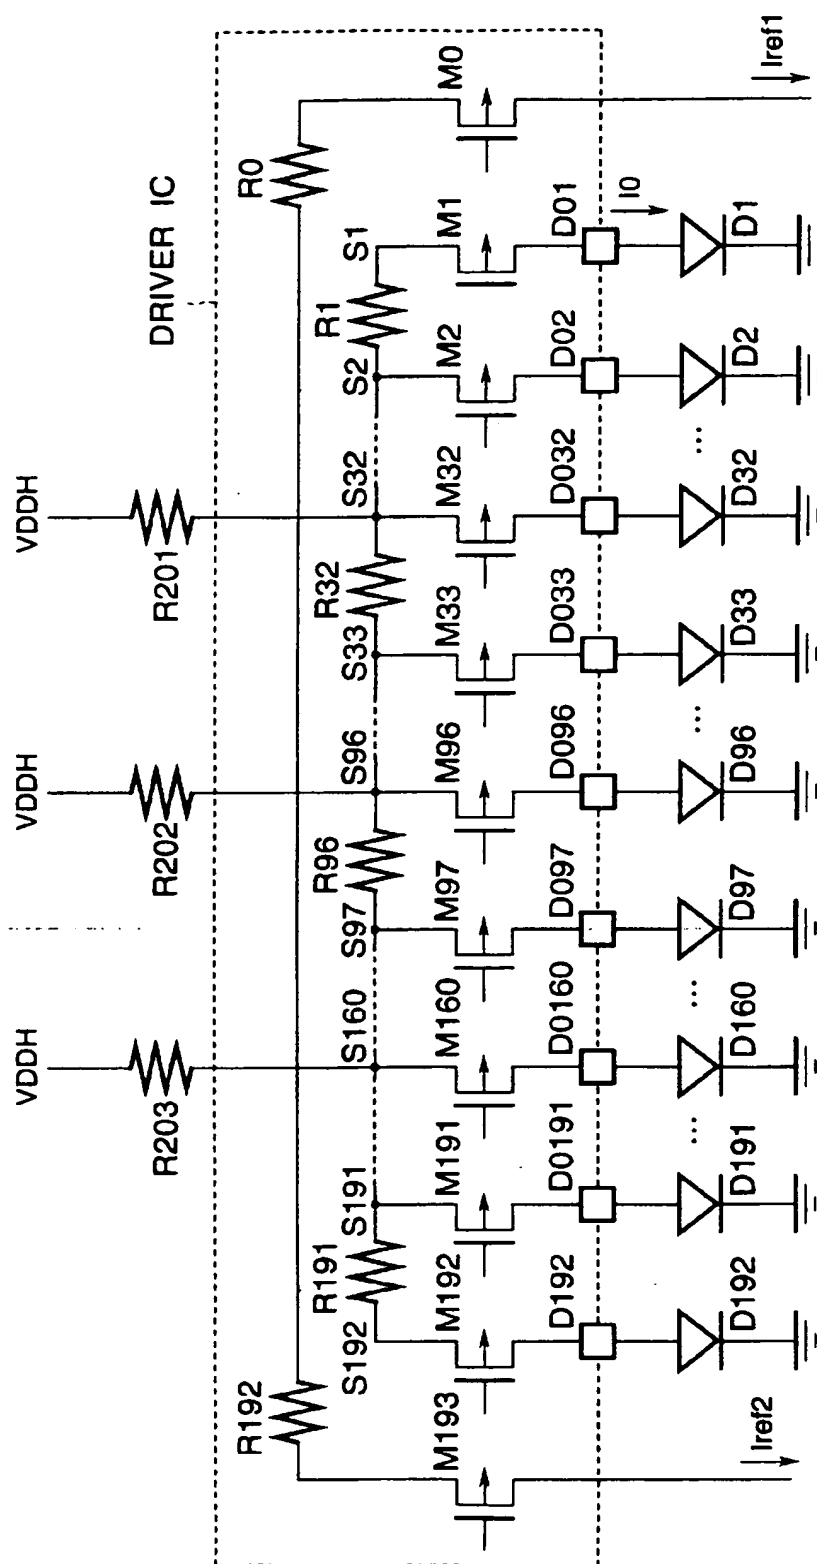 VDDH
VDDH
VDDH
R203
R202
R201
DRIVER IC
R192
R0
S192
R191
S191
S160
S97
R96
S96
S33
R32
S32
S2
R1
S1
M193
M192
M191
M160
M97
M96
M33
M32
M2
M1
M0
D192
D0191
D0160
D097
D096
D033
D032
D02
D01
I0
Iref2
D192
D191
...
D160
...
D97
D96
...
D33
D32
...
D2
D1
Iref1